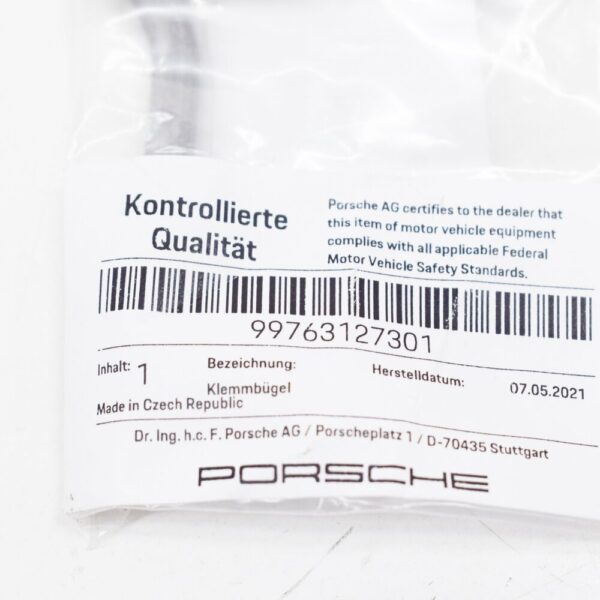 Kontrollierte
Qualität
Porsche AG certifies to the dealer that
this item of motor vehicle equipment
complies with all applicable Federal
Motor Vehicle Safety Standards.
99763127301
Inhalt: 1 Bezeichnung: Herstelldatum: 07.05.2021
Klemmbügel
Made in Czech Republic
Dr. Ing. h.c. F. Porsche AG / Porscheplatz 1 / D-70435 Stuttgart
PORSCHE